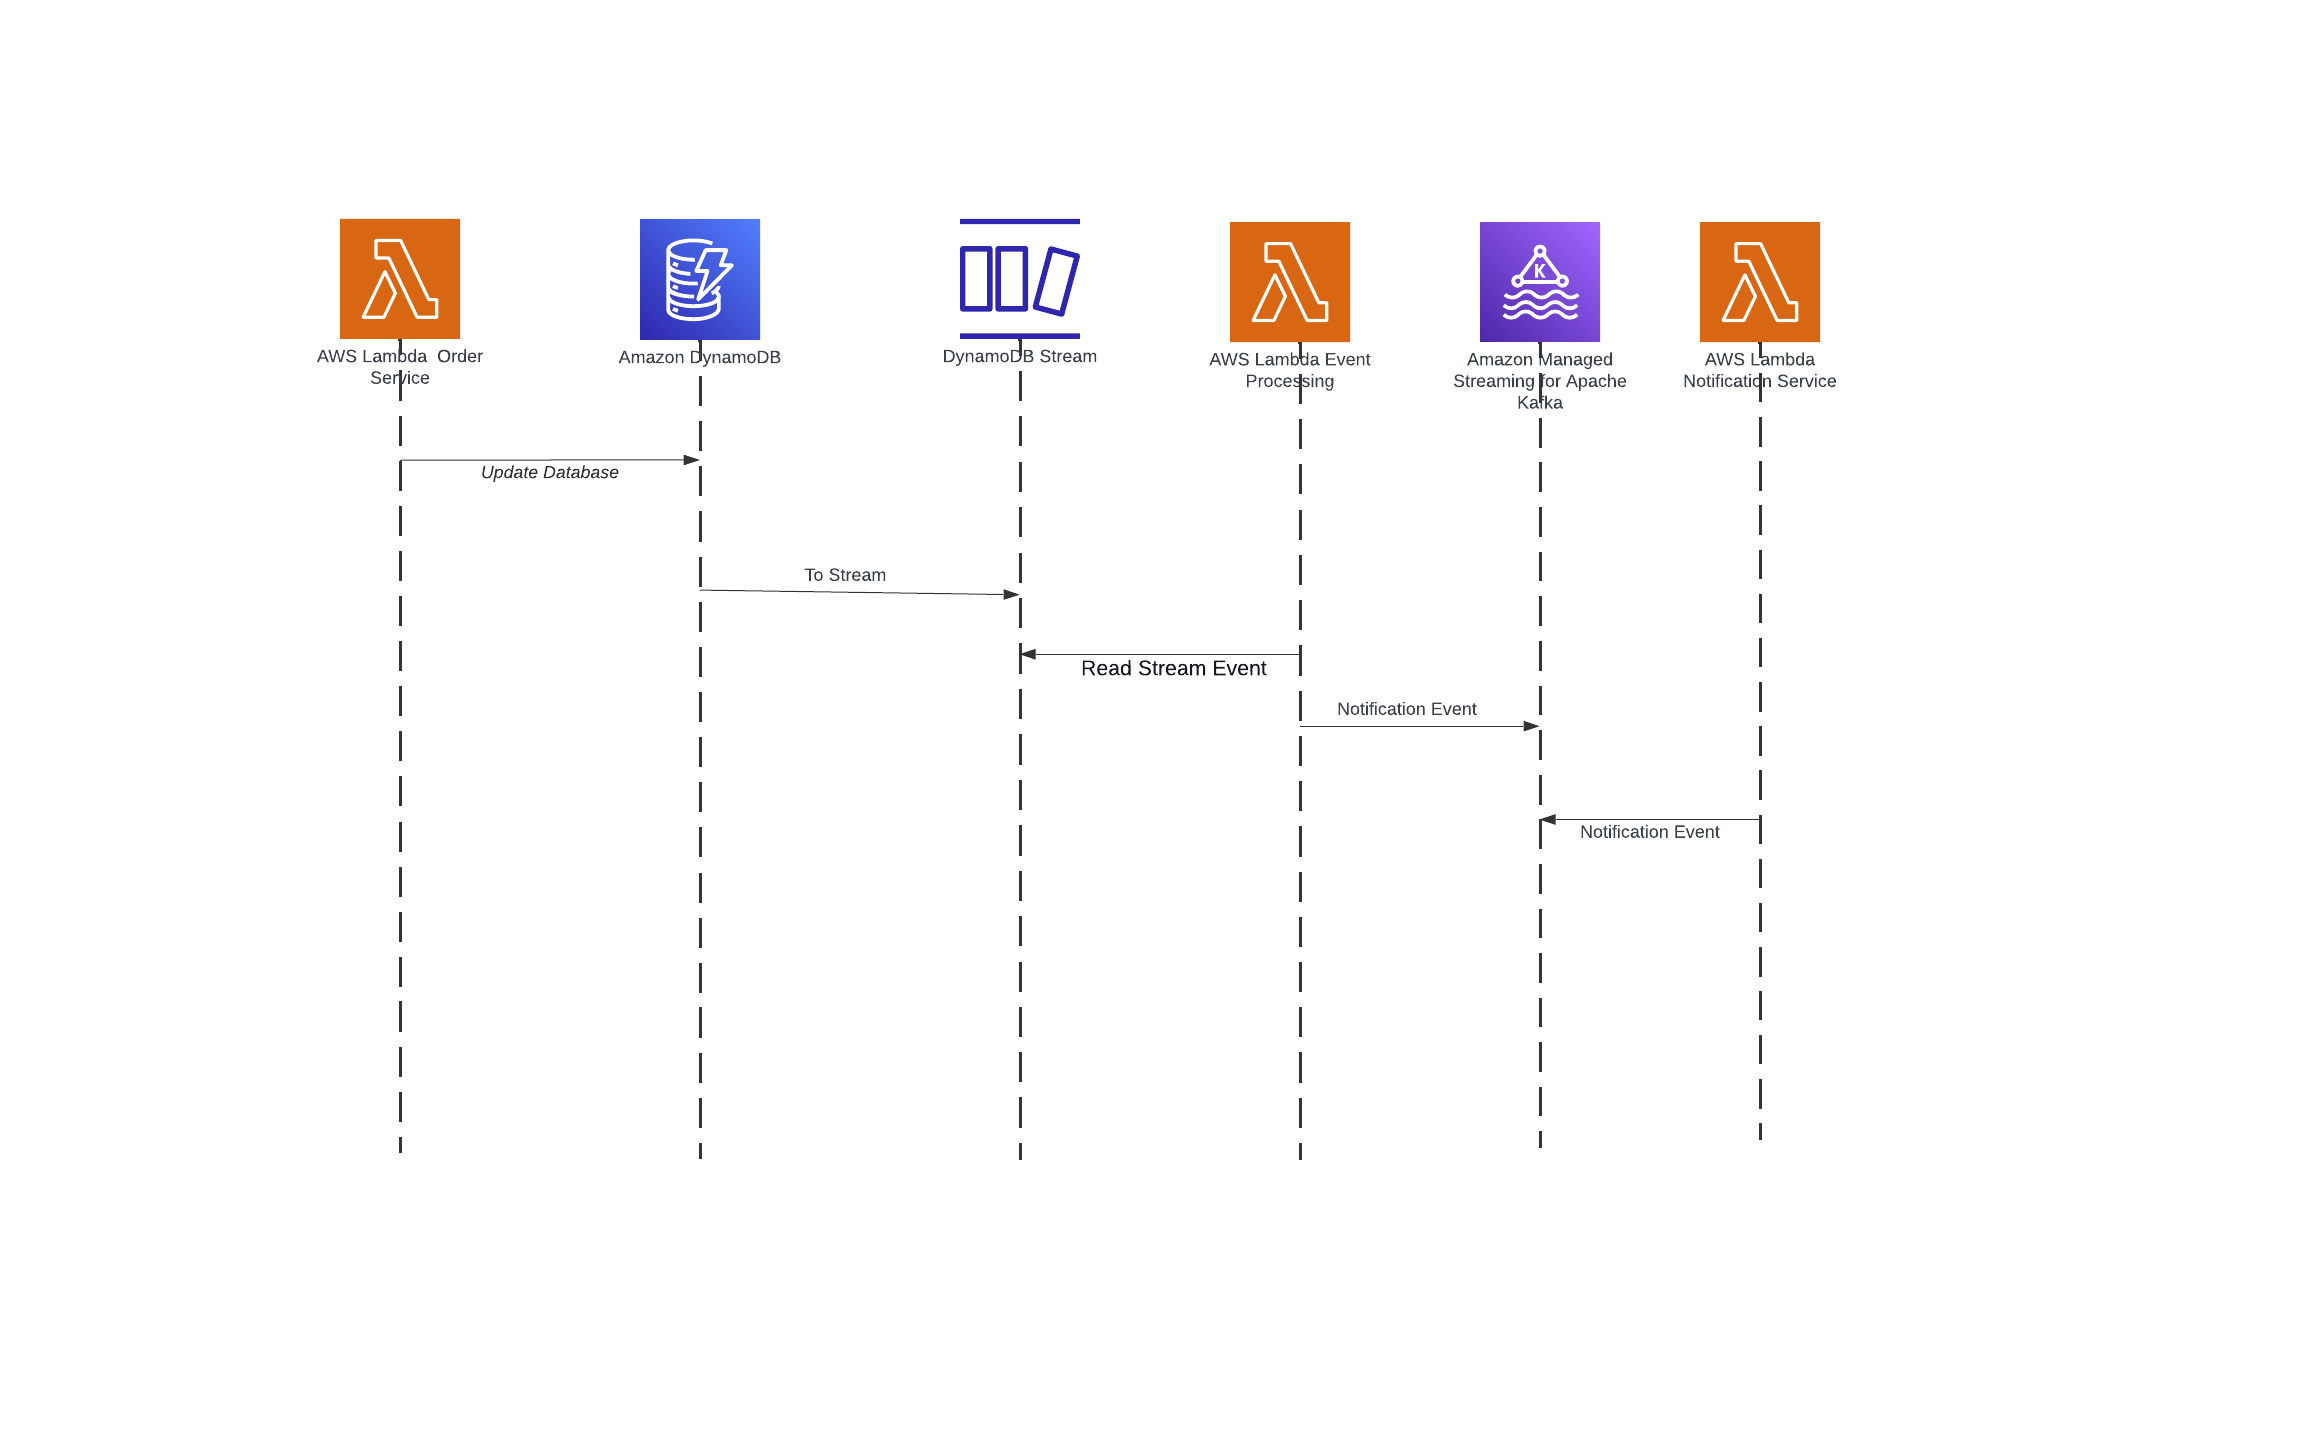 K
AWS Lambda  Order
Service
Amazon DynamoDB
DynamoDB Stream
AWS Lambda Event
Processing
Amazon Managed
Streaming for Apache
Kafka
AWS Lambda
Notification Service
Update Database
To Stream
Read Stream Event
Notification Event
Notification Event